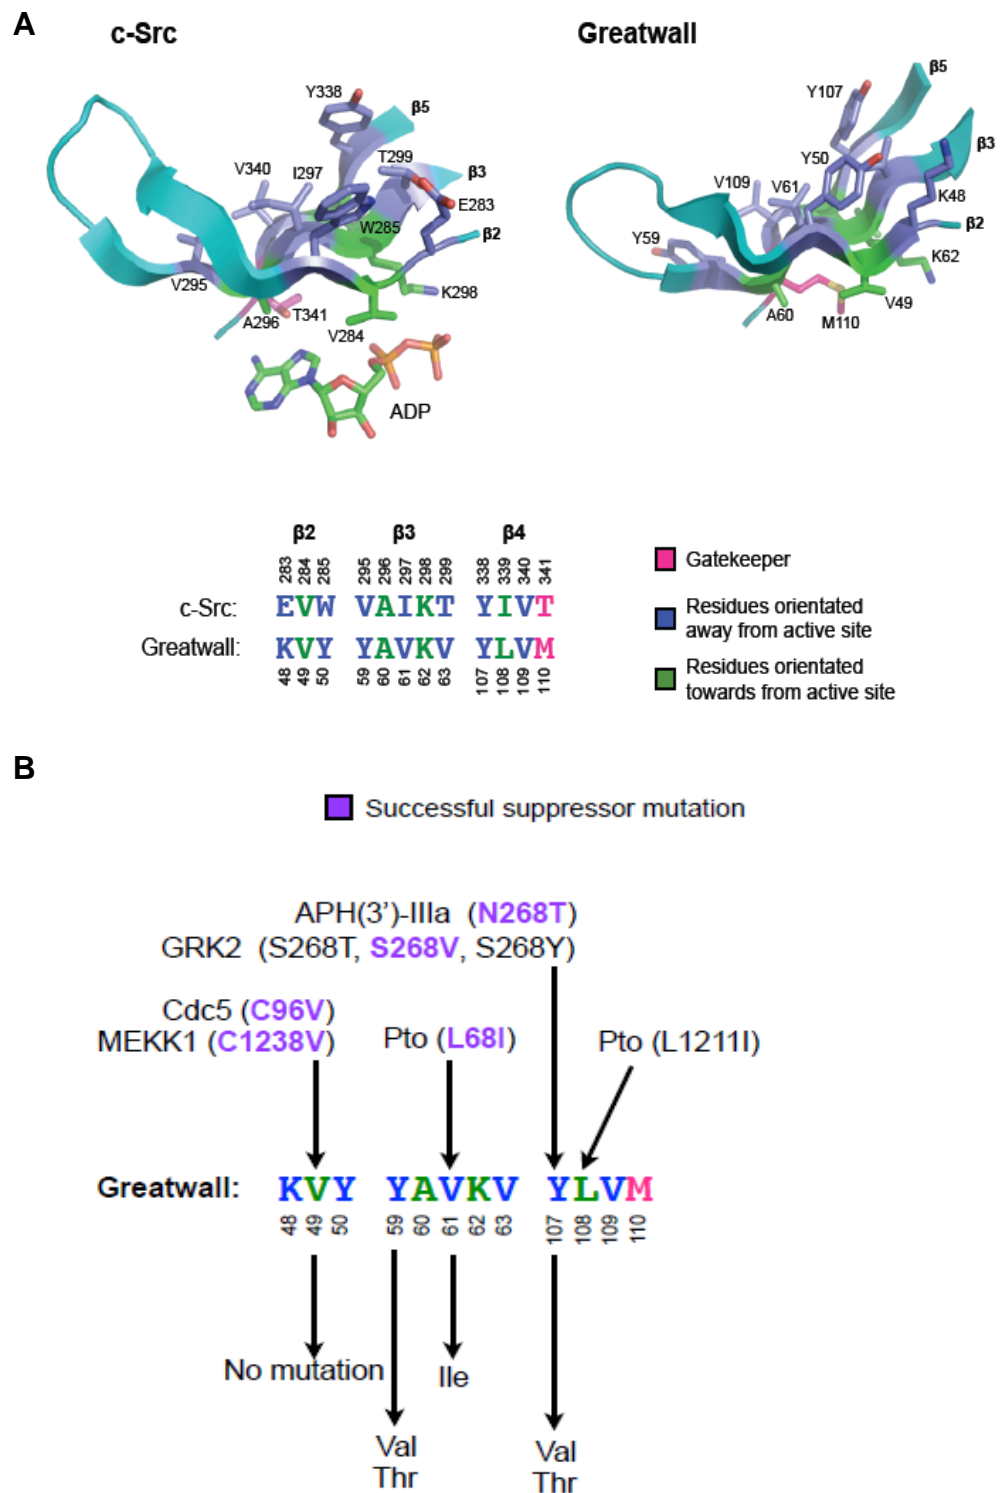 A
c-Src
Greatwall
Y338
β5
V340
I297
T299
β3
E283
W285
β2
V295
K298
A296
T341
V284
ADP
β5
Y107
β3
Y50
V109
V61
K48
β2
Y59
K62
V49
A60
M110
β2 β3 β4
283 284 285 295 296 297 298 299 338 339 340 341
c-Src: EVW VAIKT YIVT
Greatwall: KVY YAVKV YLVM
48 49 50 59 60 61 62 63 107 108 109 110
Gatekeeper
Residues orientated
away from active site
Residues orientated
towards from active site
B
Successful suppressor mutation
APH(3’)-IIIa (N268T)
GRK2 (S268T, S268V, S268Y)
Cdc5 (C96V)
MEKK1 (C1238V)
Pto (L68I)
Pto (L1211I)
Greatwall: KVY YAVKV YLVM
48 49 50 59 60 61 62 63 107 108 109 110
No mutation
Ile
Val
Thr
Val
Thr